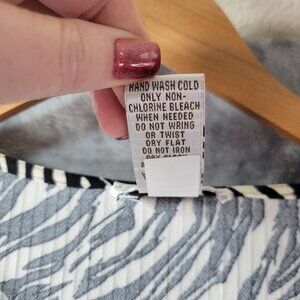 HAND WASH COLD
ONLY NON-
CHLORINE BLEACH
WHEN NEEDED
DO NOT WRING
OR TWIST
DRY FLAT
DO NOT IRON
DRY